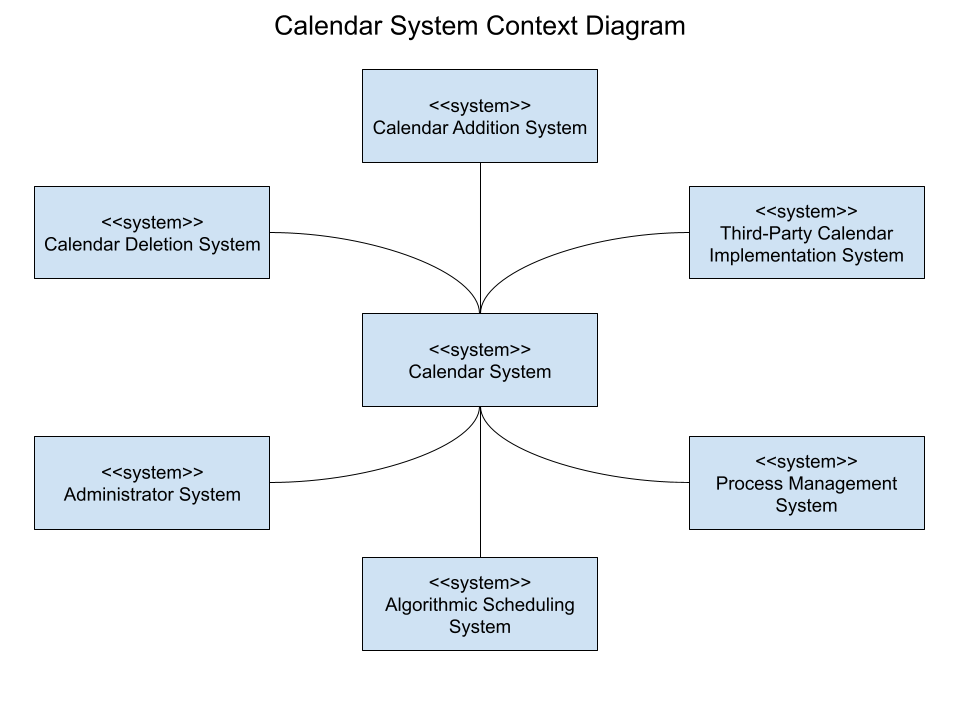 Calendar System Context Diagram
<<system>>
Calendar Addition System
<<system>>
Calendar Deletion System
<<system>>
Third-Party Calendar
Implementation System
<<system>>
Calendar System
<<system>>
Administrator System
<<system>>
Process Management
System
<<system>>
Algorithmic Scheduling
System